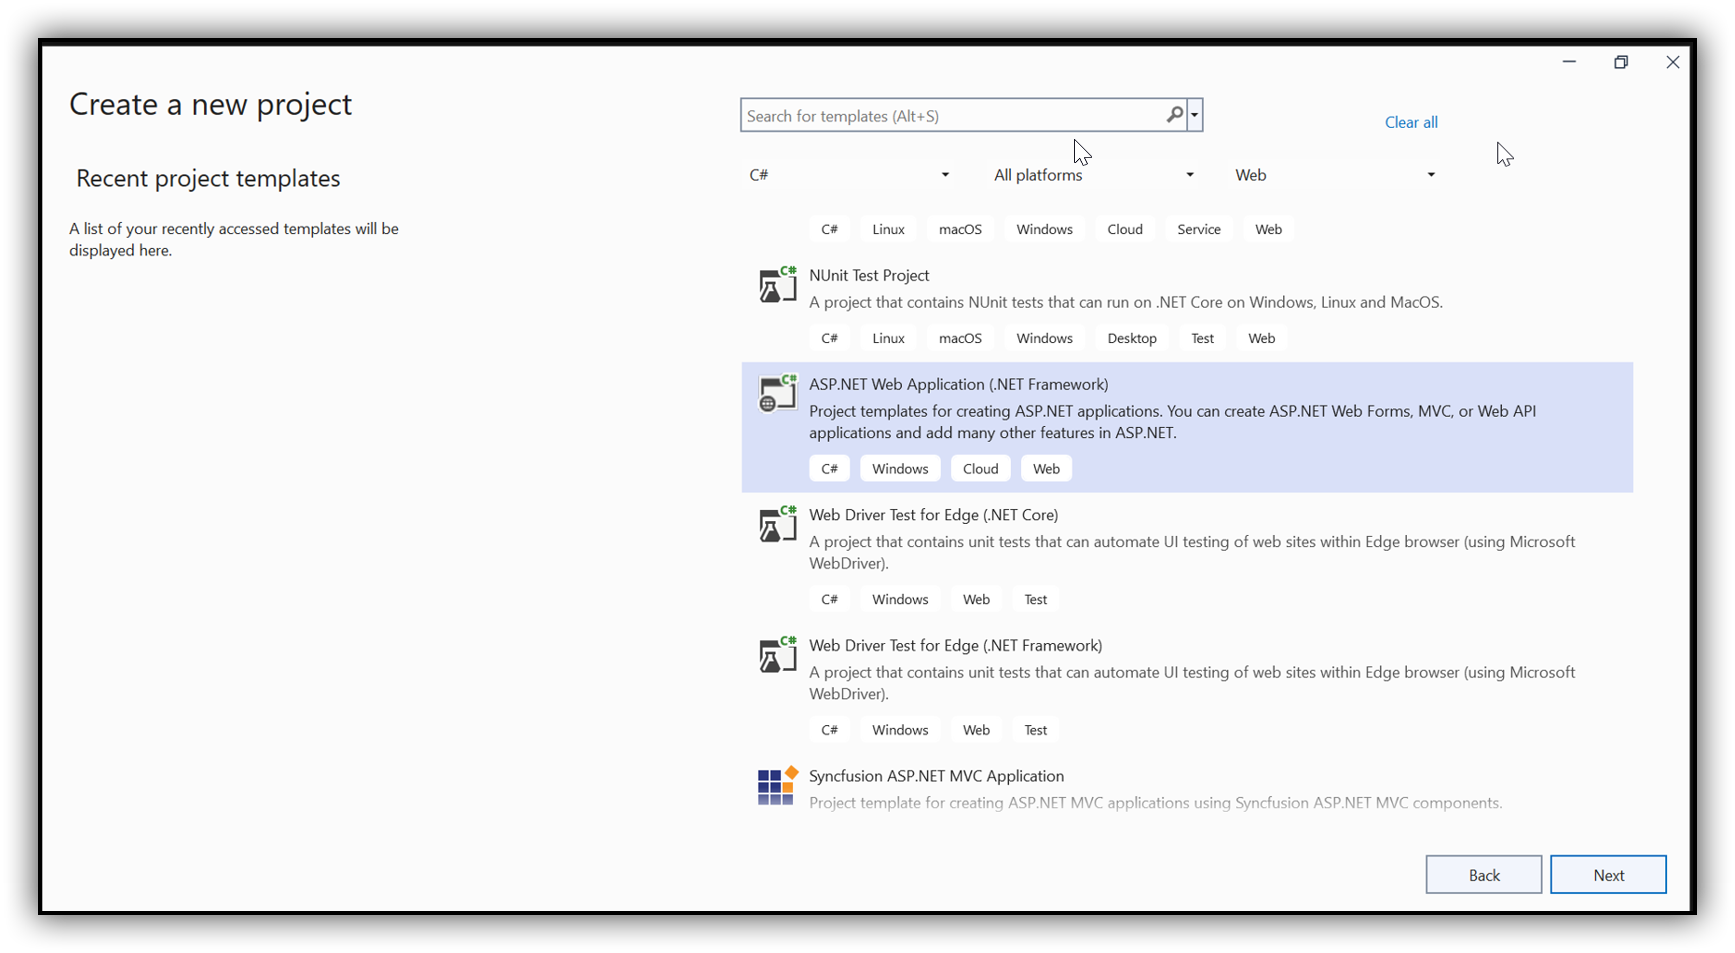 Create a new project
Search for templates (Alt+S)
Clear all
Recent project templates
C#
All platforms
Web
A list of your recently accessed templates will be
displayed here.
C# Linux macOS Windows Cloud Service Web
C# NUnit Test Project
A project that contains NUnit tests that can run on .NET Core on Windows, Linux and MacOS.
C# Linux macOS Windows Desktop Test Web
C# ASP.NET Web Application (.NET Framework)
Project templates for creating ASP.NET applications. You can create ASP.NET Web Forms, MVC, or Web API
applications and add many other features in ASP.NET.
C# Windows Cloud Web
C# Web Driver Test for Edge (.NET Core)
A project that contains unit tests that can automate UI testing of web sites within Edge browser (using Microsoft
WebDriver).
C# Windows Web Test
C# Web Driver Test for Edge (.NET Framework)
A project that contains unit tests that can automate UI testing of web sites within Edge browser (using Microsoft
WebDriver).
C# Windows Web Test
Syncfusion ASP.NET MVC Application
Project template for creating ASP.NET MVC applications using Syncfusion ASP.NET MVC components.
Back
Next